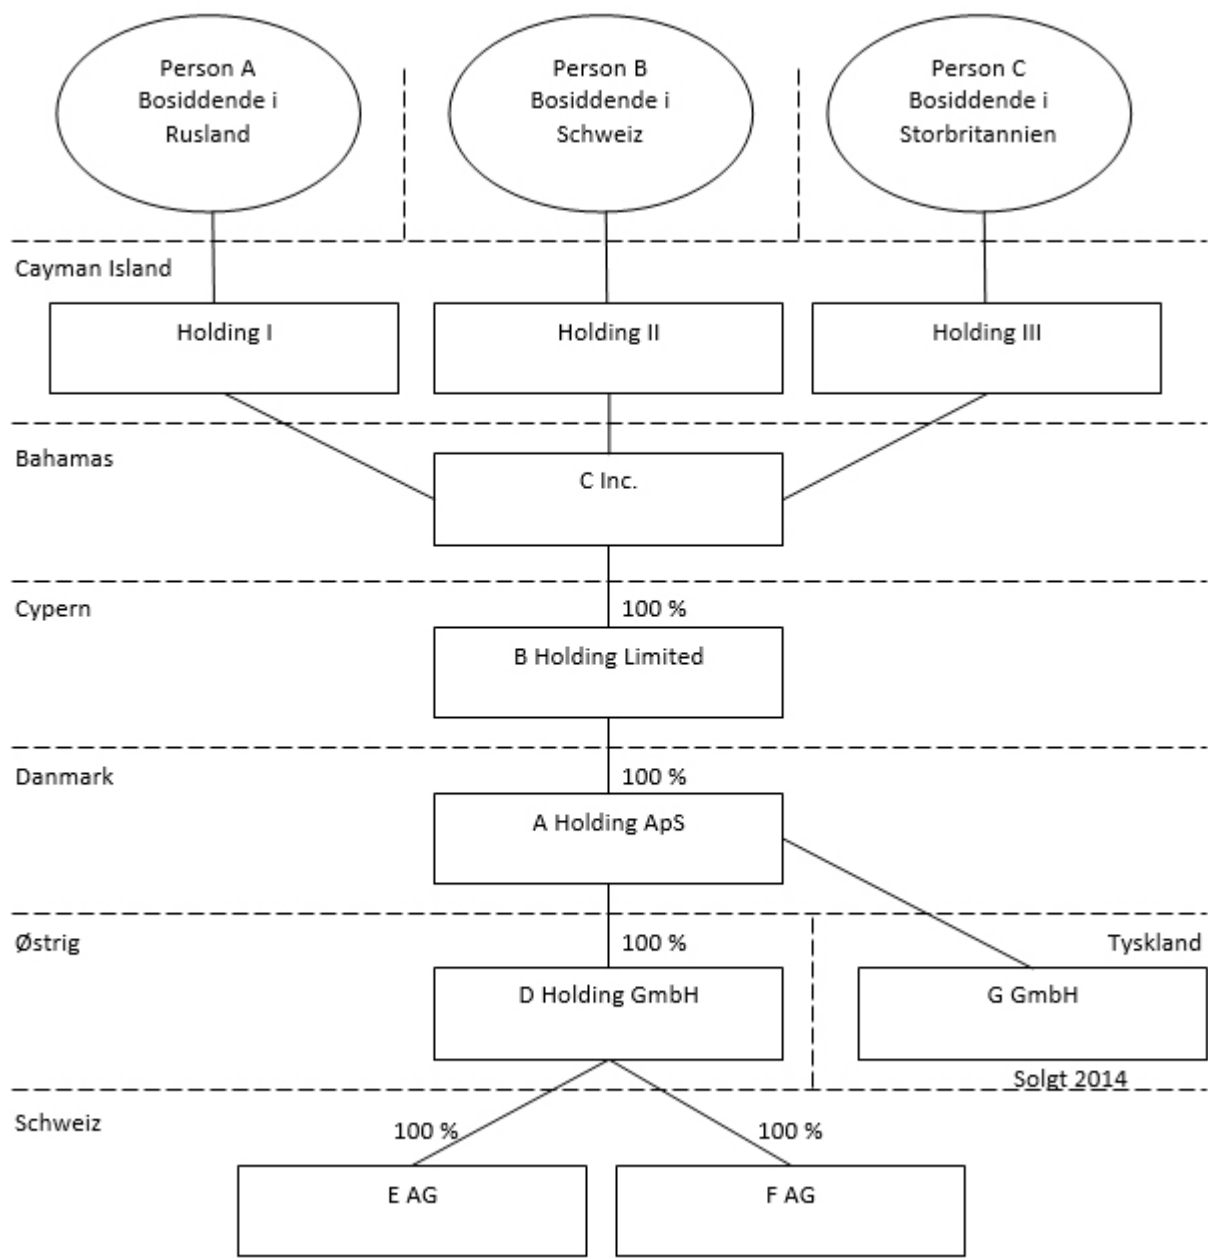 Person A
Bosiddende i
Rusland
Person B
Bosiddende i
Schweiz
Person C
Bosiddende i
Storbritannien
Cayman Island
Holding I
Holding II
Holding III
Bahamas
C Inc.
Cypern
100 %
B Holding Limited
Danmark
100 %
A Holding ApS
Østrig
100 %
Tyskland
D Holding GmbH
G GmbH
Solgt 2014
Schweiz
100 %
100 %
E AG
F AG